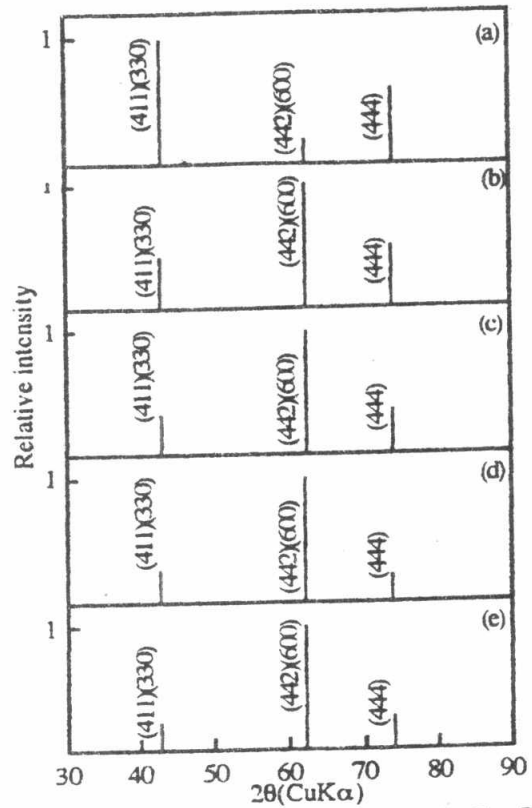 1
(411)(330)
(442)(600)
(444)
(a)
1
(411)(330)
(442)(600)
(444)
(b)
1
(411)(330)
(442)(600)
(444)
(c)
1
(411)(330)
(442)(600)
(444)
(d)
1
(411)(330)
(442)(600)
(444)
(e)
Relative intensity
30 40 50 60 70 80 90
2θ(CuKα)